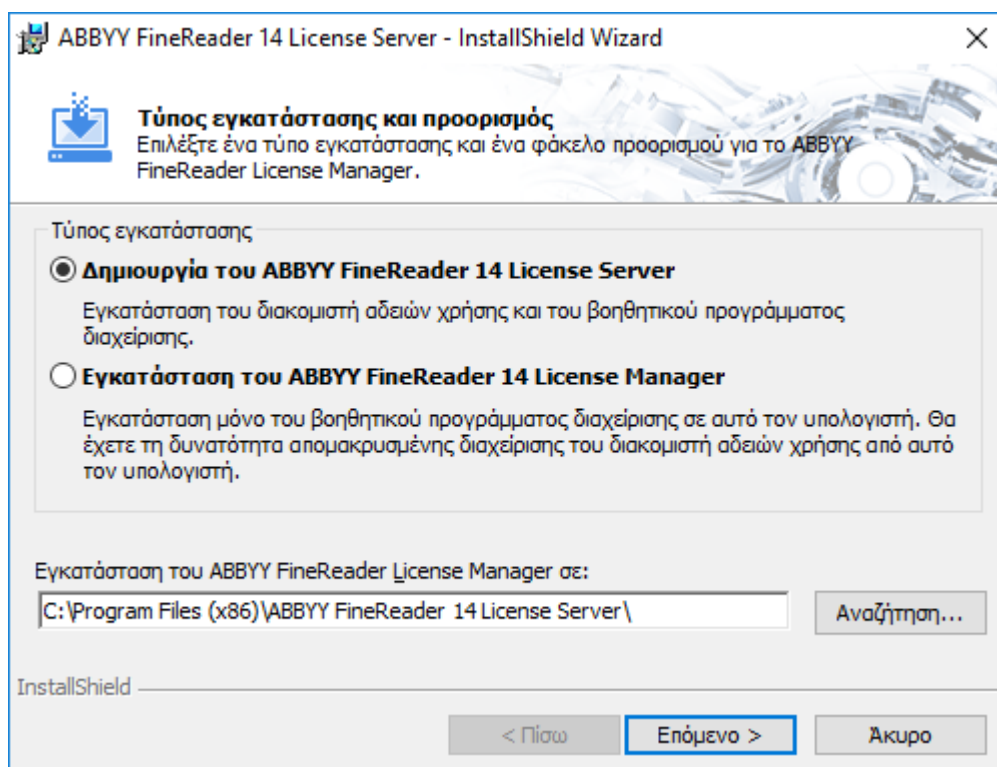 ABBYY FineReader 14 License Server - InstallShield Wizard
Τύπος εγκατάστασης και προορισμός
Επιλέξτε ένα τύπο εγκατάστασης και ένα φάκελο προορισμού για το ABBYY
FineReader License Manager.
Τύπος εγκατάστασης
Δημιουργία του ABBYY FineReader 14 License Server
Εγκατάσταση του διακομιστή αδειών χρήσης και του βοηθητικού προγράμματος
διαχείρισης.
Εγκατάσταση του ABBYY FineReader 14 License Manager
Εγκατάσταση μόνο του βοηθητικού προγράμματος διαχείρισης σε αυτό τον υπολογιστή. Θα
έχετε τη δυνατότητα απομακρυσμένης διαχείρισης του διακομιστή αδειών χρήσης από αυτό
τον υπολογιστή.
Εγκατάσταση του ABBYY FineReader License Manager σε:
C:\Program Files (x86)\ABBYY FineReader 14 License Server\
Αναζήτηση...
InstallShield
< Πίσω
Επόμενο >
Άκυρο